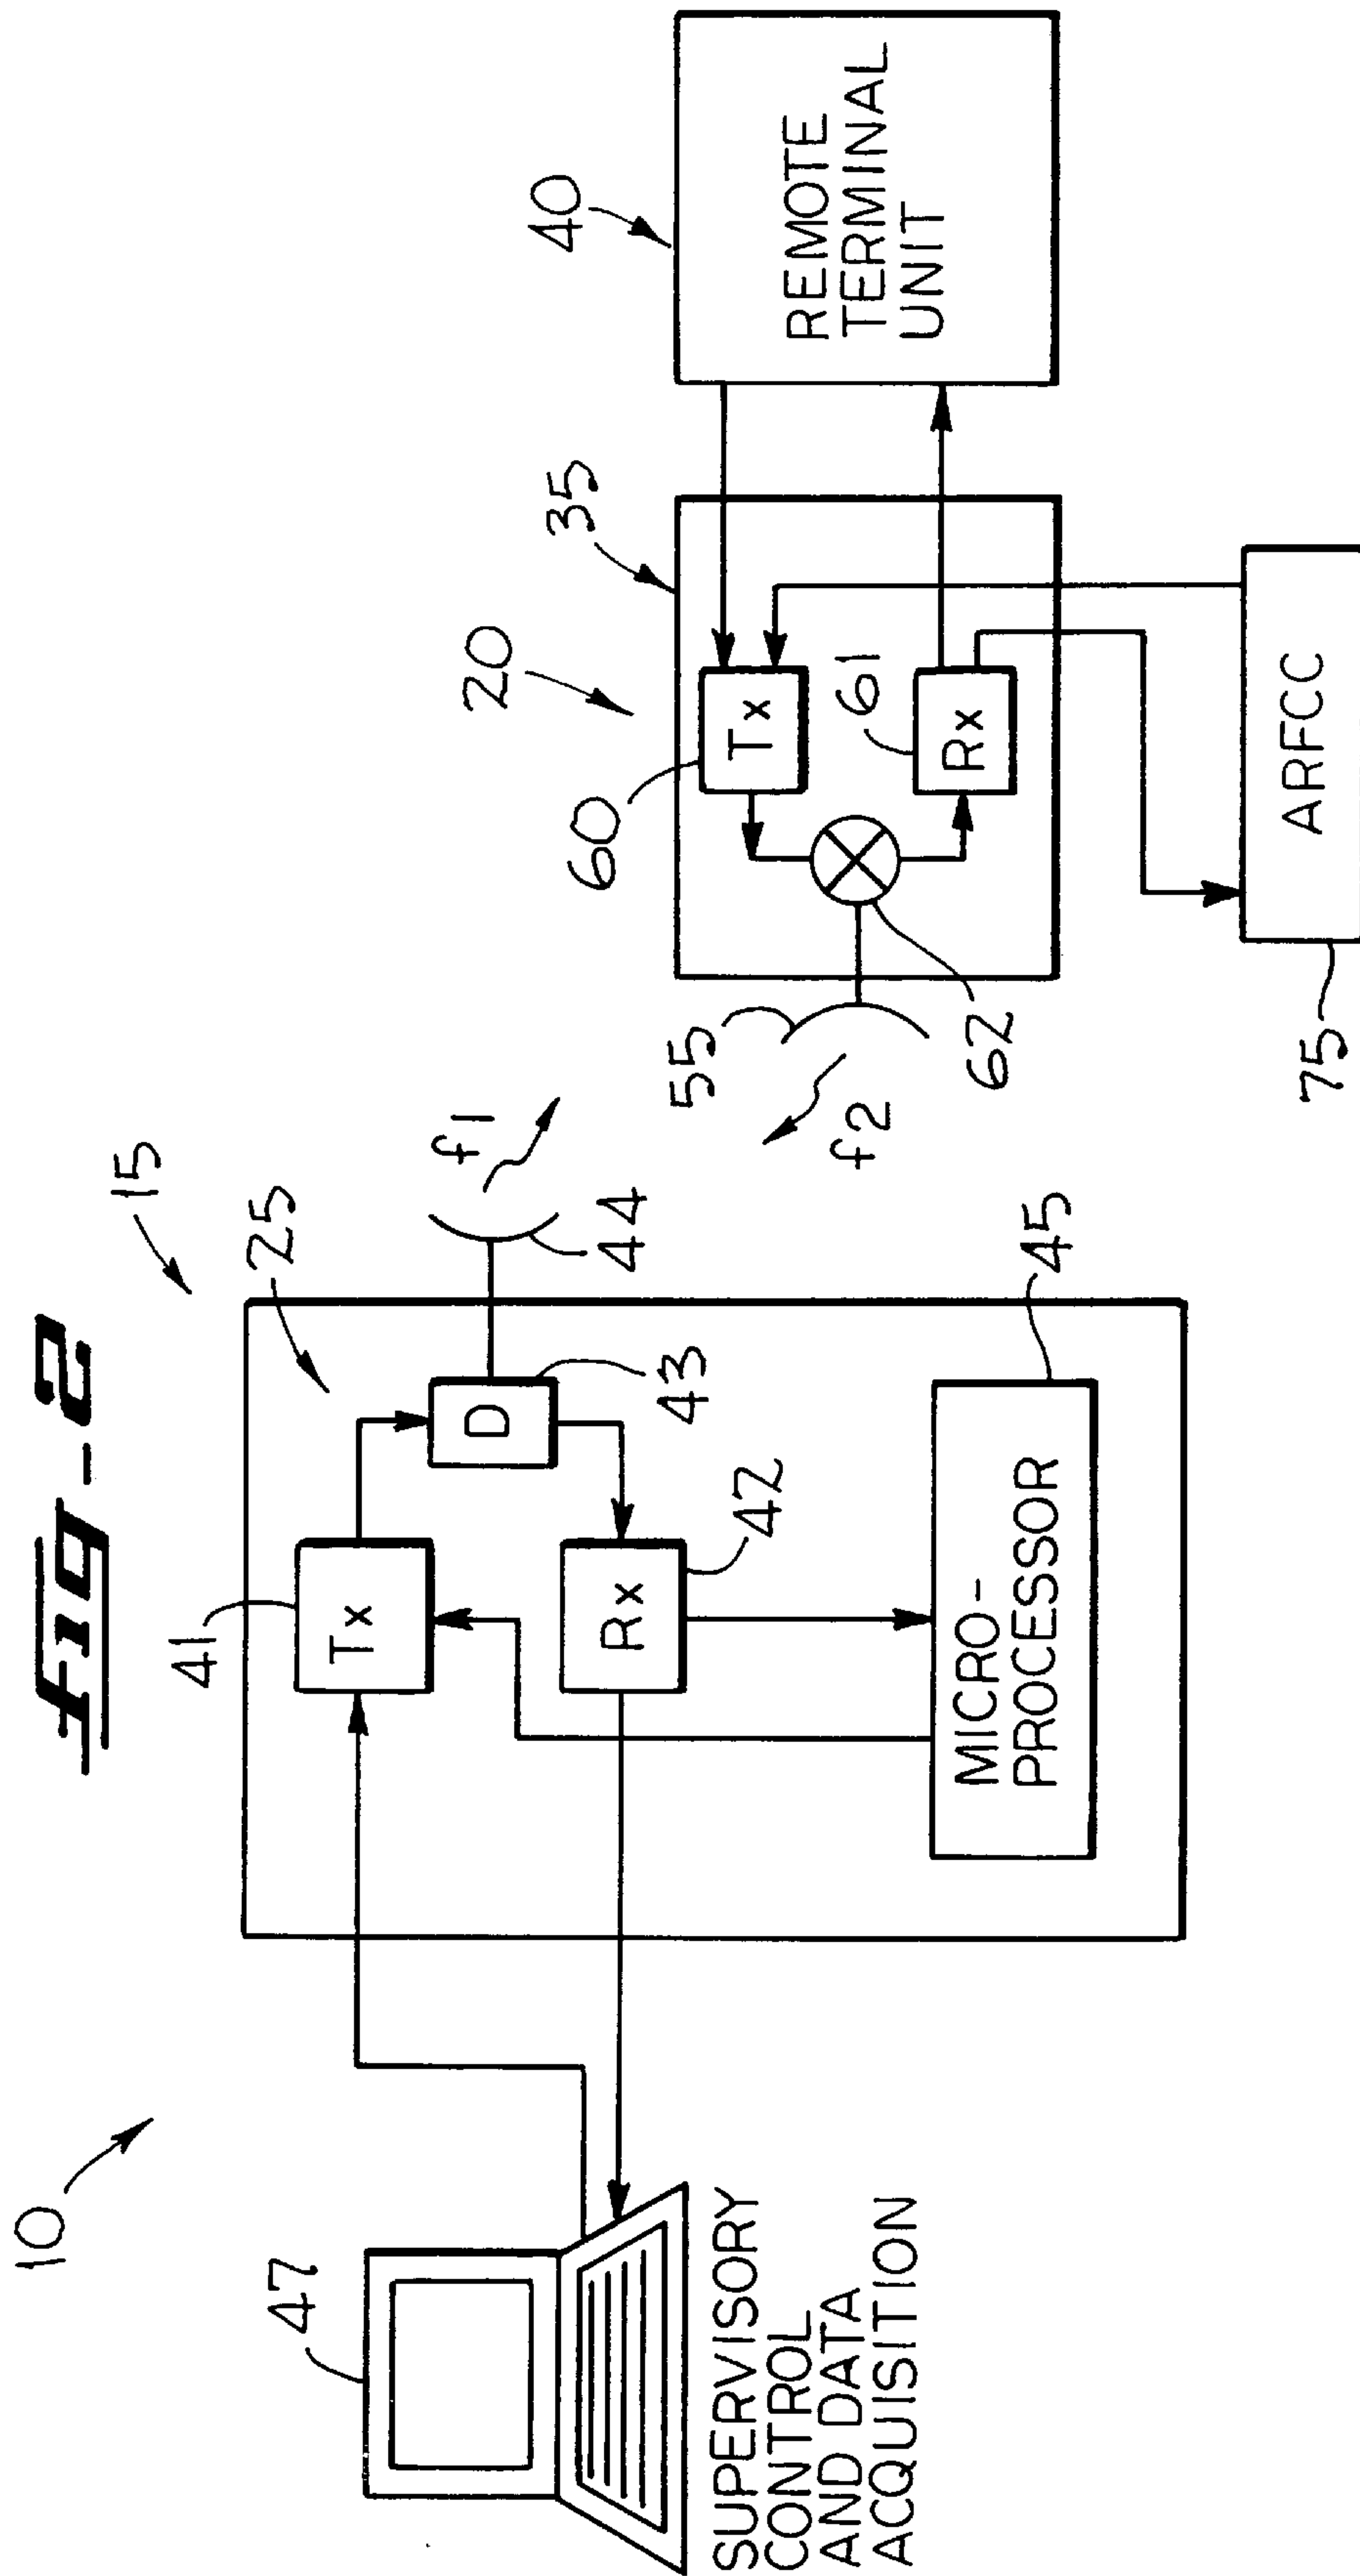 fig-2
10
15
47
SUPERVISORY
CONTROL
AND DATA
ACQUISITION
41
Tx
25
D
43
44
f1
Rx
42
MICRO-
PROCESSOR
45
20
35
40
55
f2
62
60
Tx
61
Rx
REMOTE
TERMINAL
UNIT
75
ARFCC